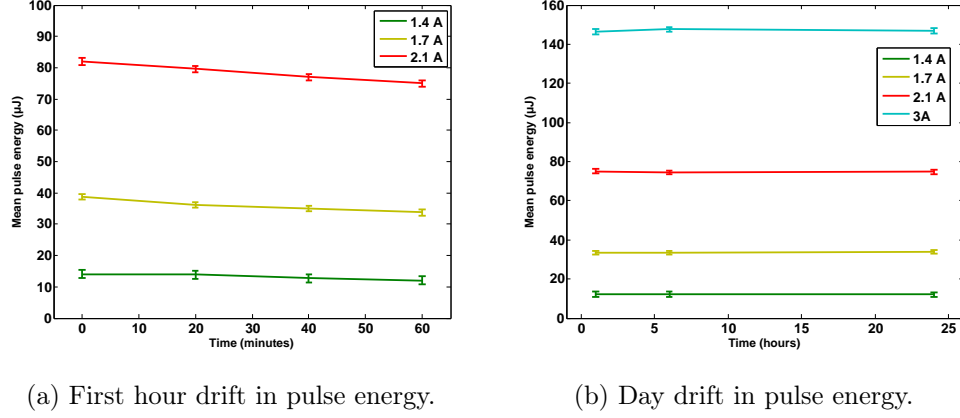 100
90
80
70
60
50
40
30
20
10
0
Mean pulse energy (µJ)
0 10 20 30 40 50 60
Time (minutes)
1.4 A
1.7 A
2.1 A
(a) First hour drift in pulse energy.
160
140
120
100
80
60
40
20
0
Mean pulse energy (µJ)
0 5 10 15 20 25
Time (hours)
1.4 A
1.7 A
2.1 A
3A
(b) Day drift in pulse energy.